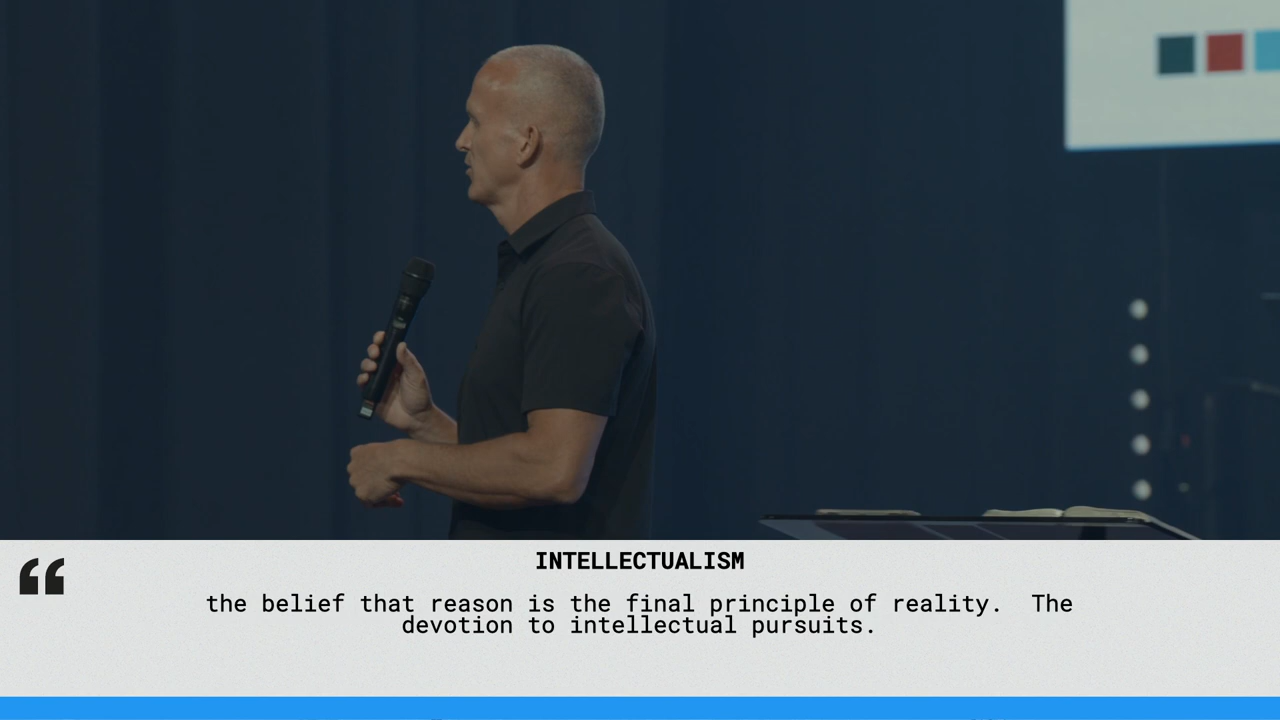 “
INTELLECTUALISM
the belief that reason is the final principle of reality.  The
devotion to intellectual pursuits.